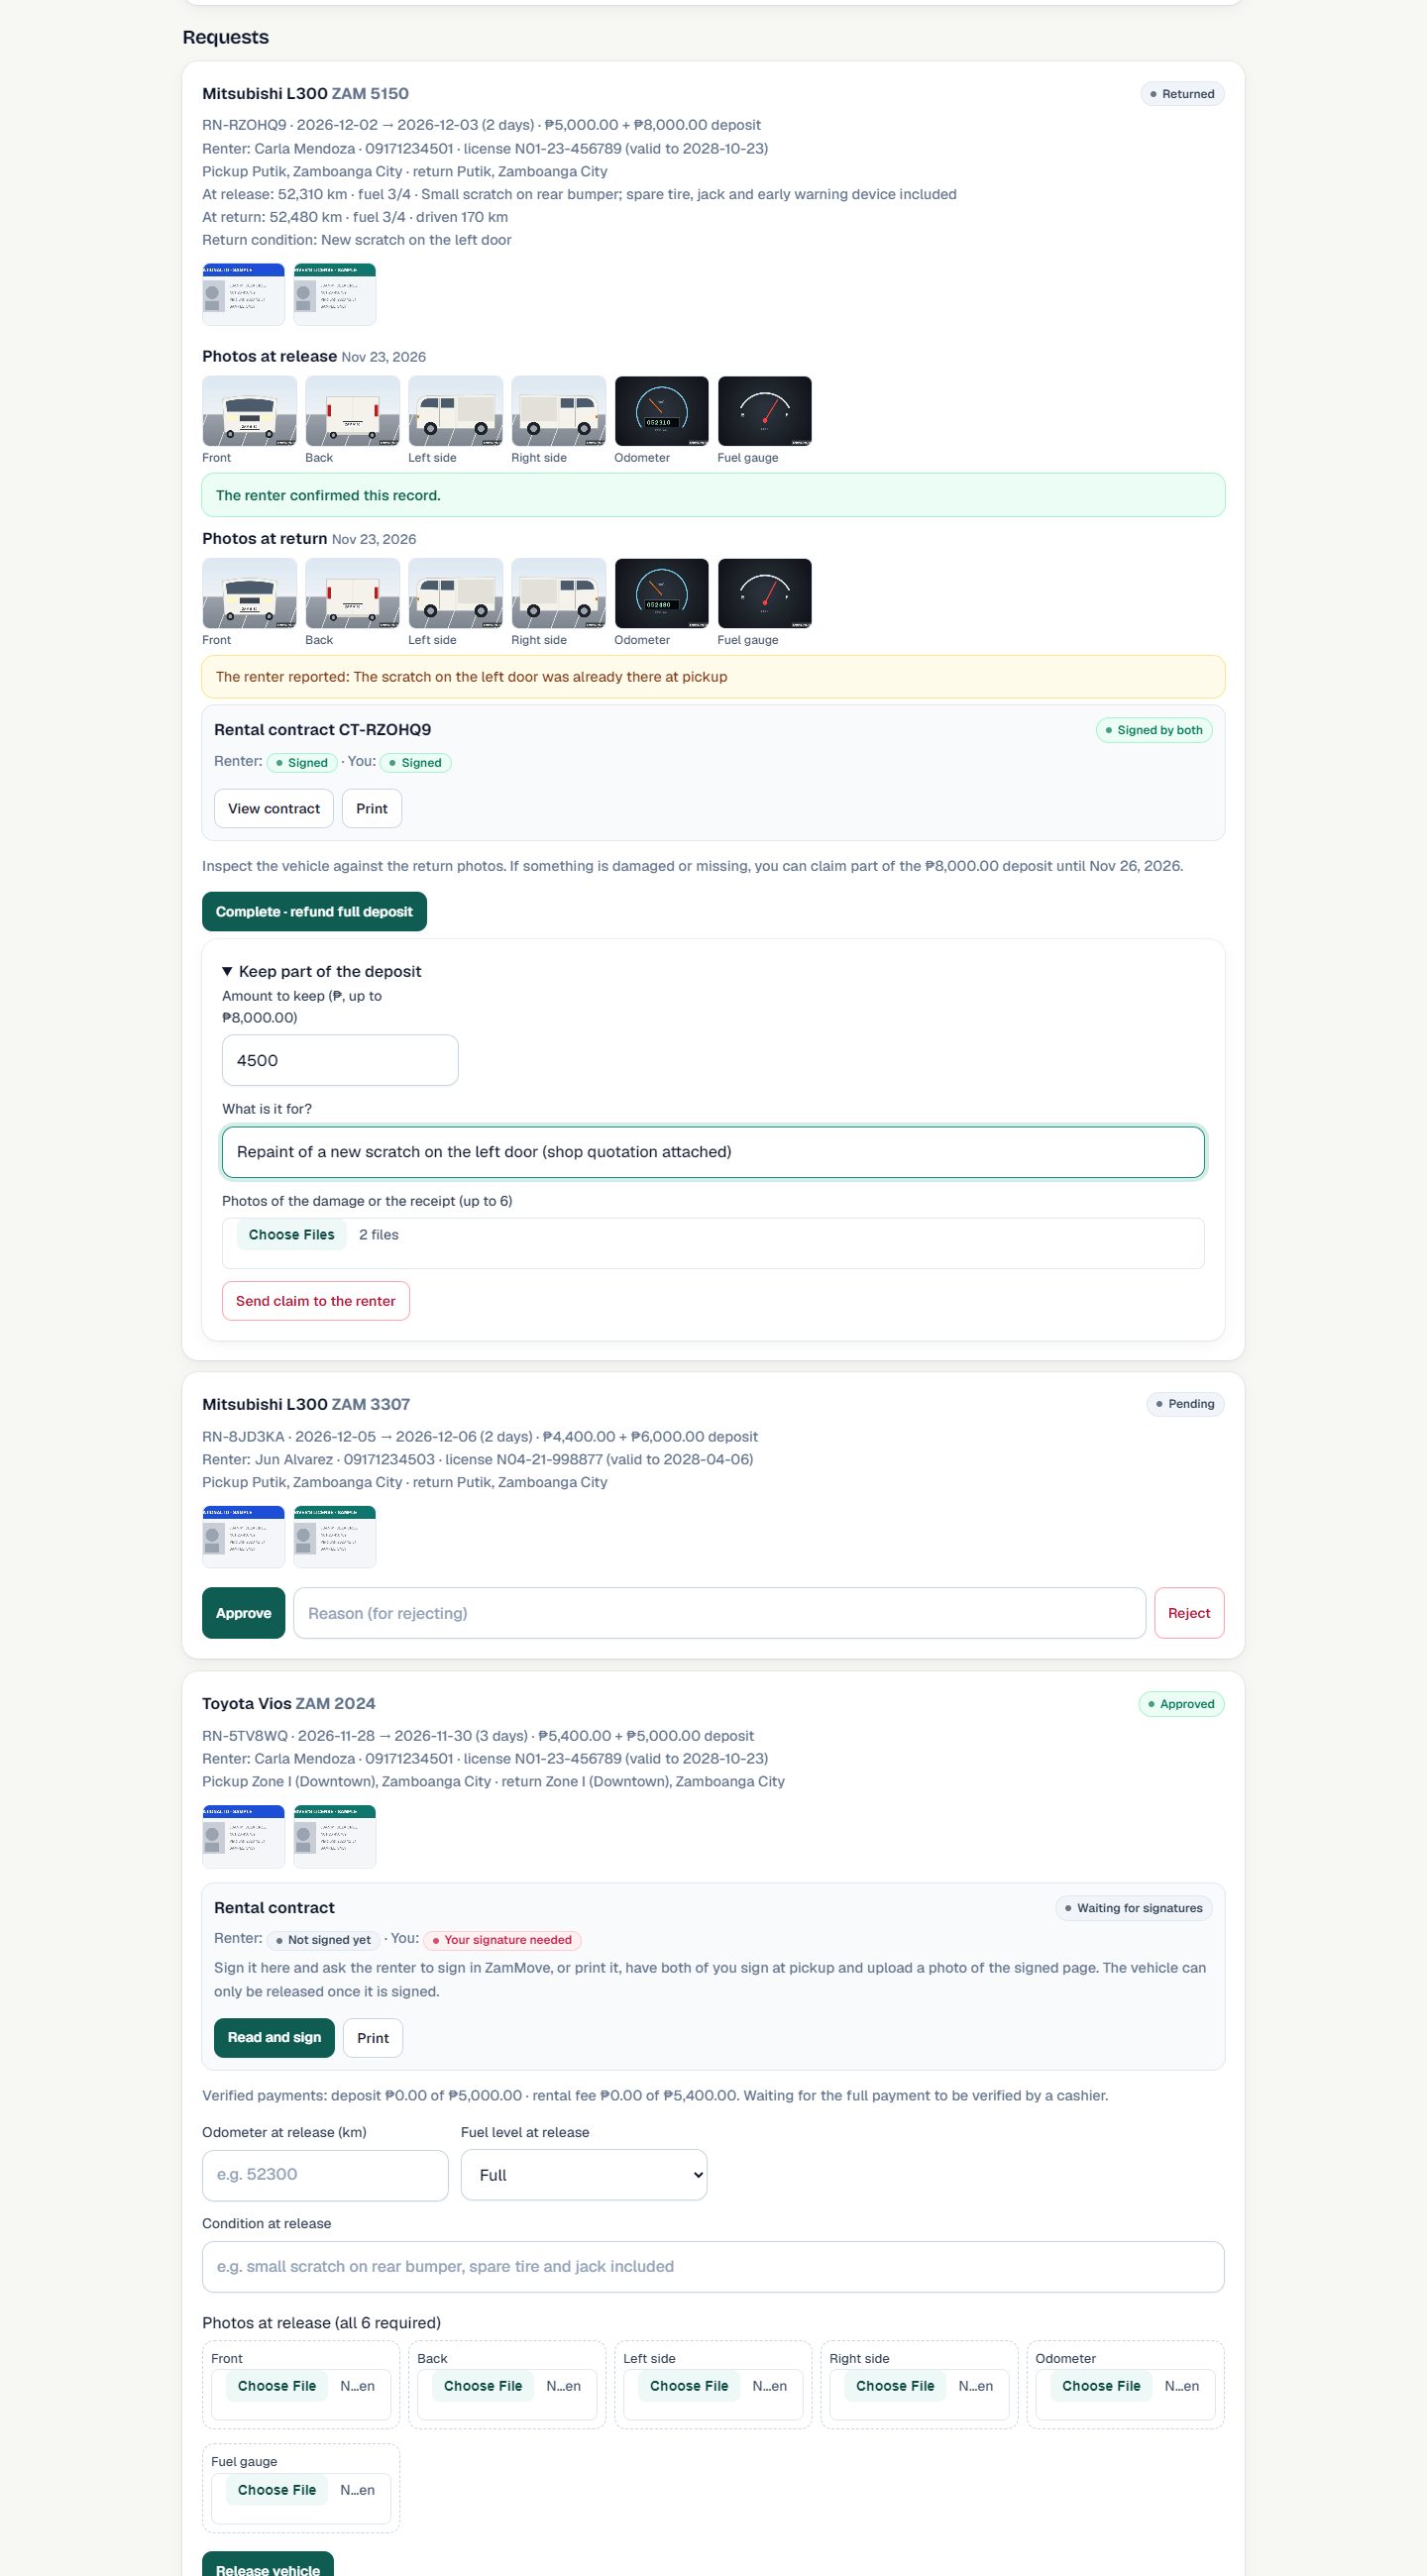 Requests
Mitsubishi L300 ZAM 5150
Returned
RN-RZOHQ9 · 2026-12-02 → 2026-12-03 (2 days) · ₱5,000.00 + ₱8,000.00 deposit
Renter: Carla Mendoza · 09171234501 · license N01-23-456789 (valid to 2028-10-23)
Pickup Putik, Zamboanga City · return Putik, Zamboanga City
At release: 52,310 km · fuel 3/4 · Small scratch on rear bumper; spare tire, jack and early warning device included
At return: 52,480 km · fuel 3/4 · driven 170 km
Return condition: New scratch on the left door
Photos at release Nov 23, 2026
052310
Front Back Left side Right side Odometer Fuel gauge
The renter confirmed this record.
Photos at return Nov 23, 2026
052480
Front Back Left side Right side Odometer Fuel gauge
The renter reported: The scratch on the left door was already there at pickup
Rental contract CT-RZOHQ9
Signed by both
Renter: Signed · You: Signed
View contract Print
Inspect the vehicle against the return photos. If something is damaged or missing, you can claim part of the ₱8,000.00 deposit until Nov 26, 2026.
Complete · refund full deposit
▼ Keep part of the deposit
Amount to keep (₱, up to
₱8,000.00)
4500
What is it for?
Repaint of a new scratch on the left door (shop quotation attached)
Photos of the damage or the receipt (up to 6)
Choose Files 2 files
Send claim to the renter
Mitsubishi L300 ZAM 3307
Pending
RN-8JD3KA · 2026-12-05 → 2026-12-06 (2 days) · ₱4,400.00 + ₱6,000.00 deposit
Renter: Jun Alvarez · 09171234503 · license N04-21-998877 (valid to 2028-04-06)
Pickup Putik, Zamboanga City · return Putik, Zamboanga City
Approve Reason (for rejecting) Reject
Toyota Vios ZAM 2024
Approved
RN-5TV8WQ · 2026-11-28 → 2026-11-30 (3 days) · ₱5,400.00 + ₱5,000.00 deposit
Renter: Carla Mendoza · 09171234501 · license N01-23-456789 (valid to 2028-10-23)
Pickup Zone I (Downtown), Zamboanga City · return Zone I (Downtown), Zamboanga City
Rental contract
Waiting for signatures
Renter: Not signed yet · You: Your signature needed
Sign it here and ask the renter to sign in ZamMove, or print it, have both of you sign at pickup and upload a photo of the signed page. The vehicle can
only be released once it is signed.
Read and sign Print
Verified payments: deposit ₱0.00 of ₱5,000.00 · rental fee ₱0.00 of ₱5,400.00. Waiting for the full payment to be verified by a cashier.
Odometer at release (km) Fuel level at release
e.g. 52300 Full
Condition at release
e.g. small scratch on rear bumper, spare tire and jack included
Photos at release (all 6 required)
Front Back Left side Right side Odometer
Choose File N...en Choose File N...en Choose File N...en Choose File N...en Choose File N...en
Fuel gauge
Choose File N...en
Release vehicle